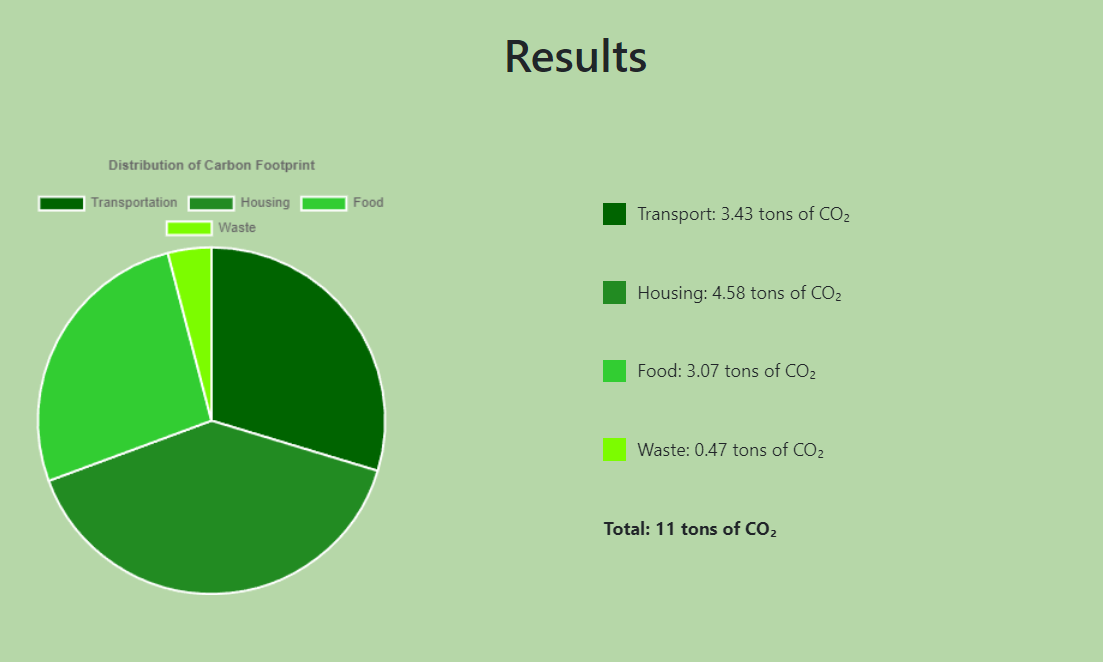 Results
Distribution of Carbon Footprint
Transportation Housing Food
Waste
Transport: 3.43 tons of CO₂
Housing: 4.58 tons of CO₂
Food: 3.07 tons of CO₂
Waste: 0.47 tons of CO₂
Total: 11 tons of CO₂